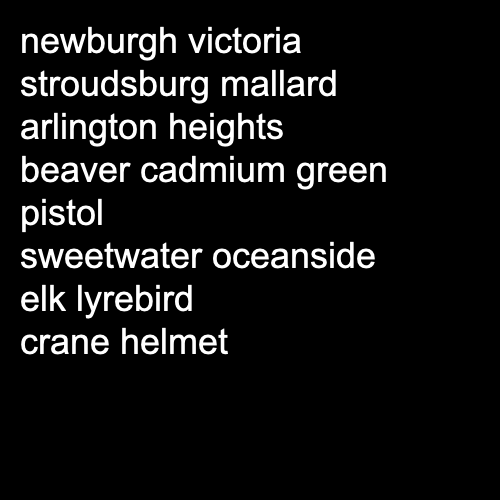 newburgh victoria
stroudsburg mallard
arlington heights
beaver cadmium green
pistol
sweetwater oceanside
elk lyrebird
crane helmet